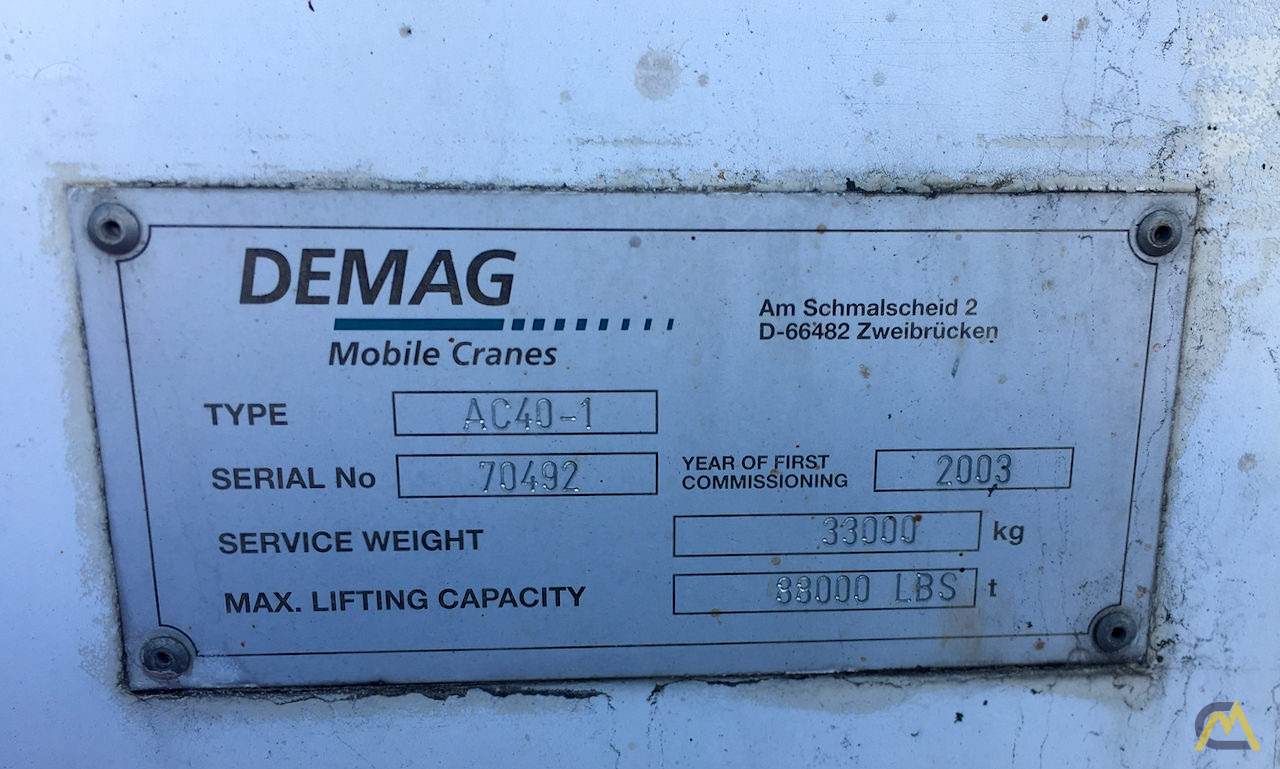 DEMAG
Mobile Cranes
Am Schmalscheid 2
D-66482 Zweibrücken
TYPE AC40-1
SERIAL No 70492
YEAR OF FIRST
COMMISSIONING 2003
SERVICE WEIGHT 33000 kg
MAX. LIFTING CAPACITY 88000 LBS t